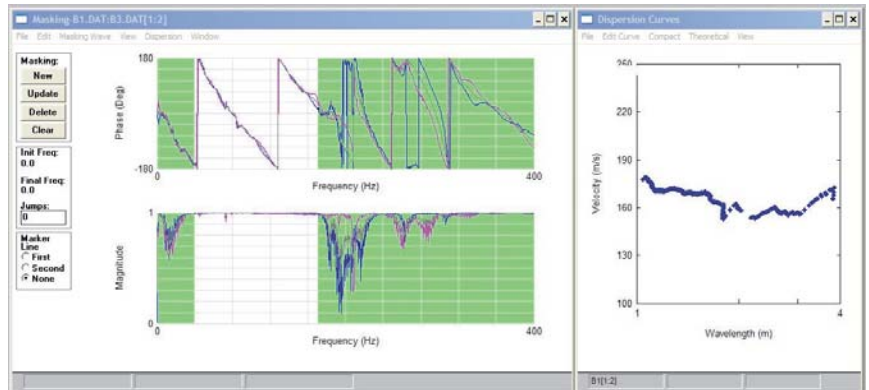 Masking-B1.DAT:B3.DAT[1:2]
File Edit Masking Wave View Dispersion Window
Masking:
New
Update
Delete
Clear
Init Freq:
0.0
Final Freq:
0.0
Jumps:
0
Marker
Line
First
Second
None
180
Phase (Deg)
-180
Frequency (Hz)
400
1
Magnitude
0
0
Frequency (Hz)
400
Dispersion Curves
File Edit Curve Compact Theoretical View
260
220
190
Velocity (m/s)
160
130
100
1
Wavelength (m)
4
B1[1:2]